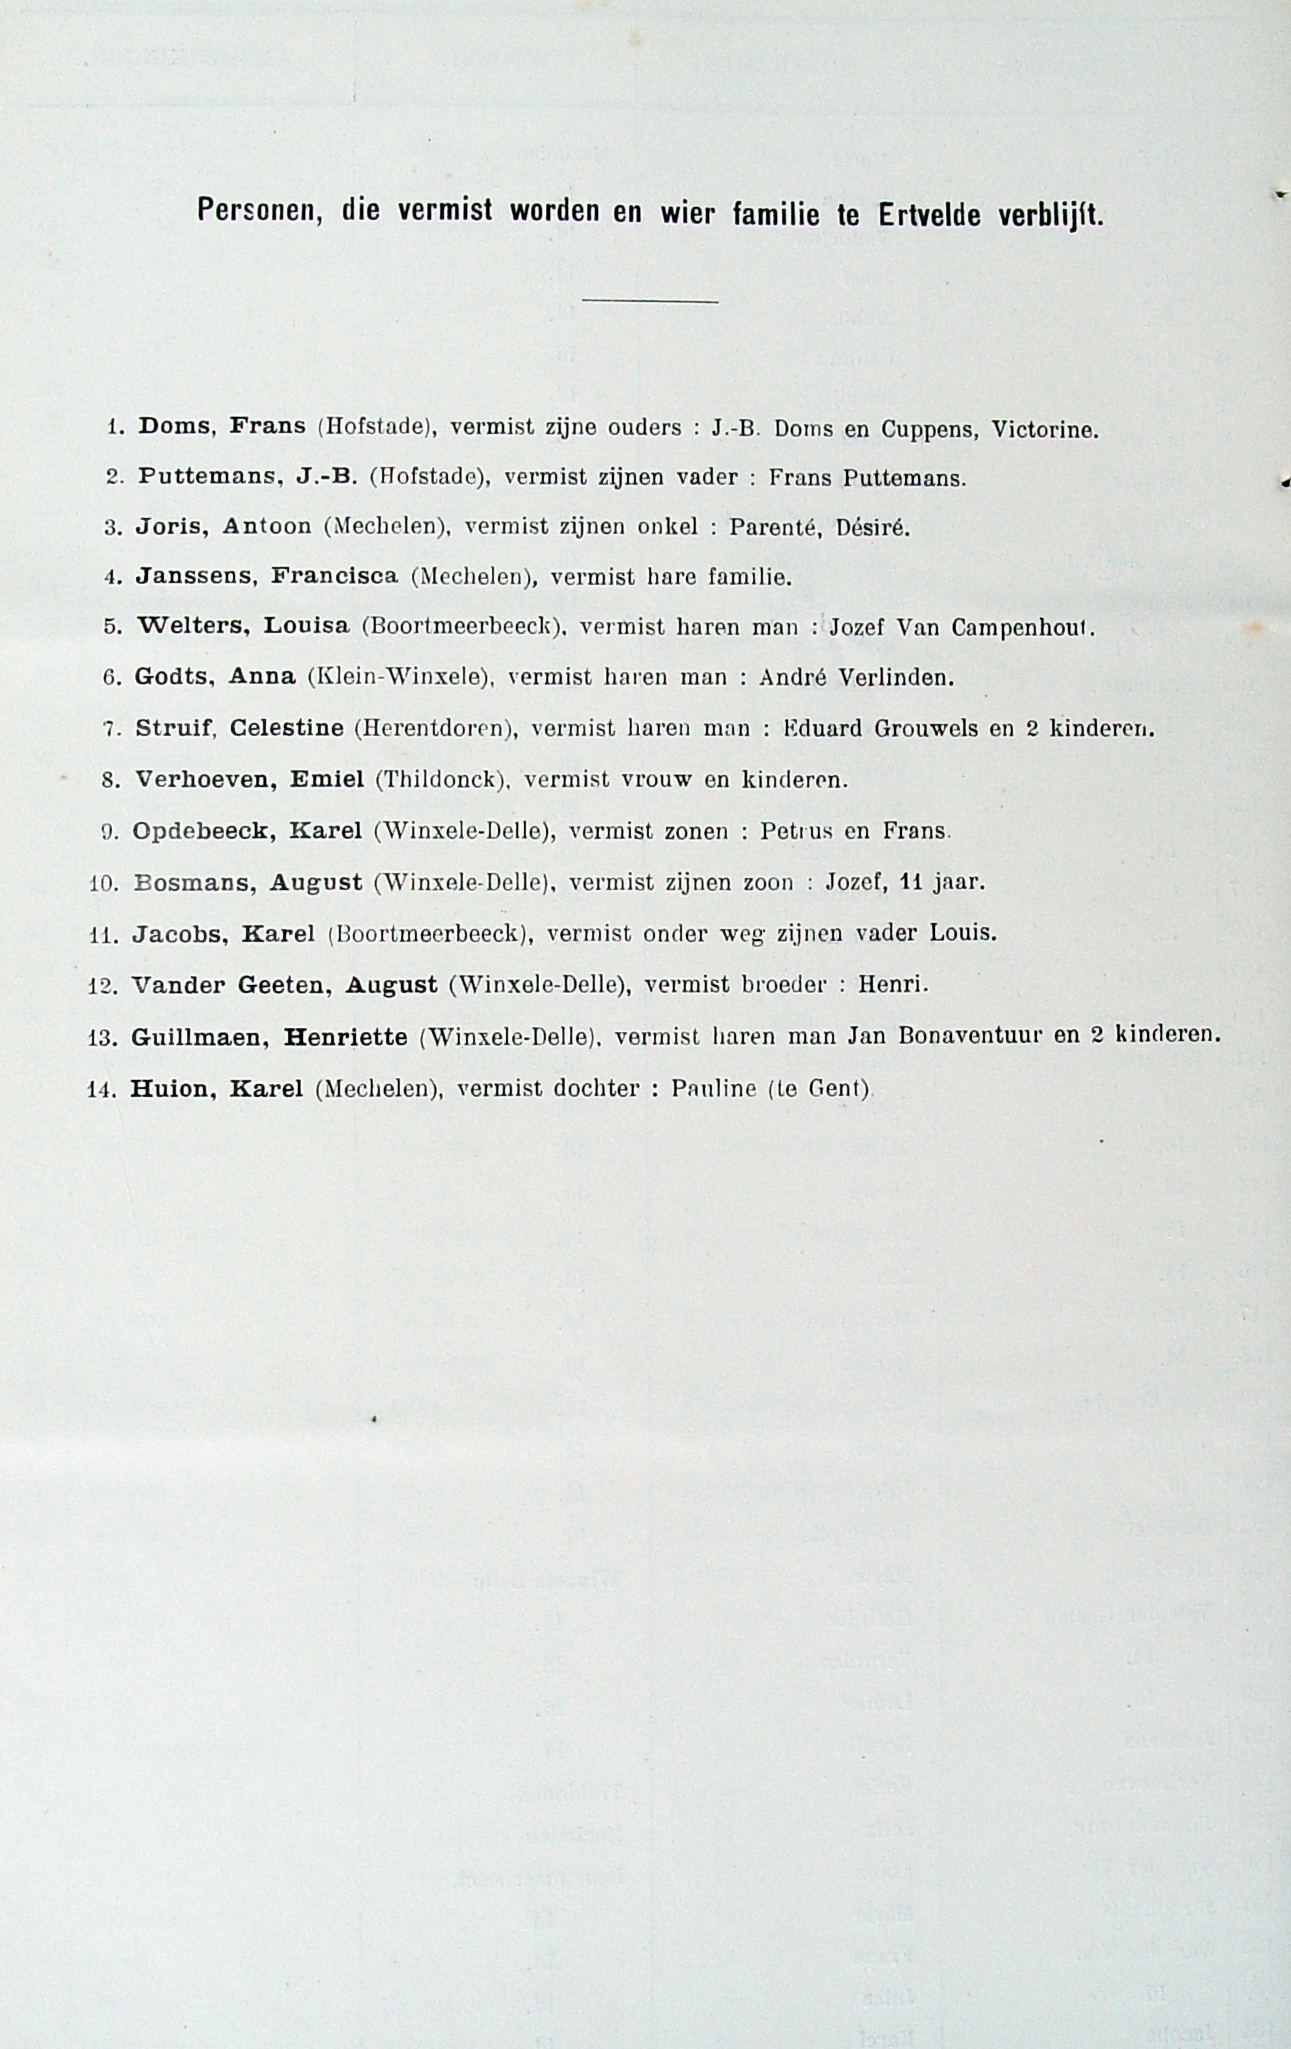 Personen, die vermist worden en wier familie te Ertvelde verblijft.
1. Doms, Frans (Hofstade), vermist zijne ouders : J.-B. Doms en Cuppens, Victorine.
2. Puttemans, J.-B. (Hofstade), vermist zijnen vader : Frans Puttemans.
3. Joris, Antoon (Mechelen), vermist zijnen onkel : Parenté, Désiré.
4. Janssens, Francisca (Mechelen), vermist hare familie.
5. Welters, Louisa (Boortmeerbeeck), vermist haren man : Jozef Van Campenhout.
6. Godts, Anna (Klein-Winxele), vermist haren man : André Verlinden.
7. Struif, Celestine (Herentdoren), vermist haren man : Eduard Grouwels en 2 kinderen.
8. Verhoeven, Emiel (Thildonck), vermist vrouw en kinderen.
9. Opdebeeck, Karel (Winxele-Delle), vermist zonen : Petrus en Frans.
10. Bosmans, August (Winxele-Delle), vermist zijnen zoon : Jozef, 11 jaar.
11. Jacobs, Karel (Boortmeerbeeck), vermist onder weg zijnen vader Louis.
12. Vander Geeten, August (Winxele-Delle), vermist broeder : Henri.
13. Guillmaen, Henriette (Winxele-Delle), vermist haren man Jan Bonaventuur en 2 kinderen.
14. Huion, Karel (Mechelen), vermist dochter : Pauline (te Gent).